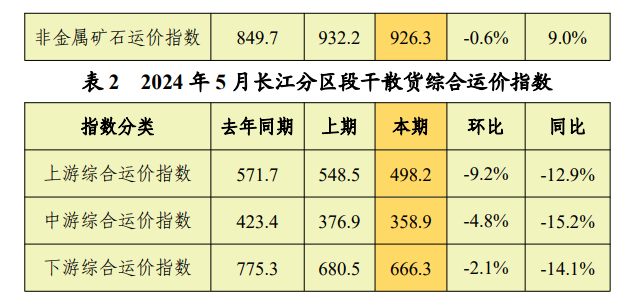 非金属矿石运价指数 849.7 932.2 926.3 -0.6% 9.0%
表 2 2024 年 5 月长江分区段干散货综合运价指数
指数分类 去年同期 上期 本期 环比 同比
上游综合运价指数 571.7 548.5 498.2 -9.2% -12.9%
中游综合运价指数 423.4 376.9 358.9 -4.8% -15.2%
下游综合运价指数 775.3 680.5 666.3 -2.1% -14.1%